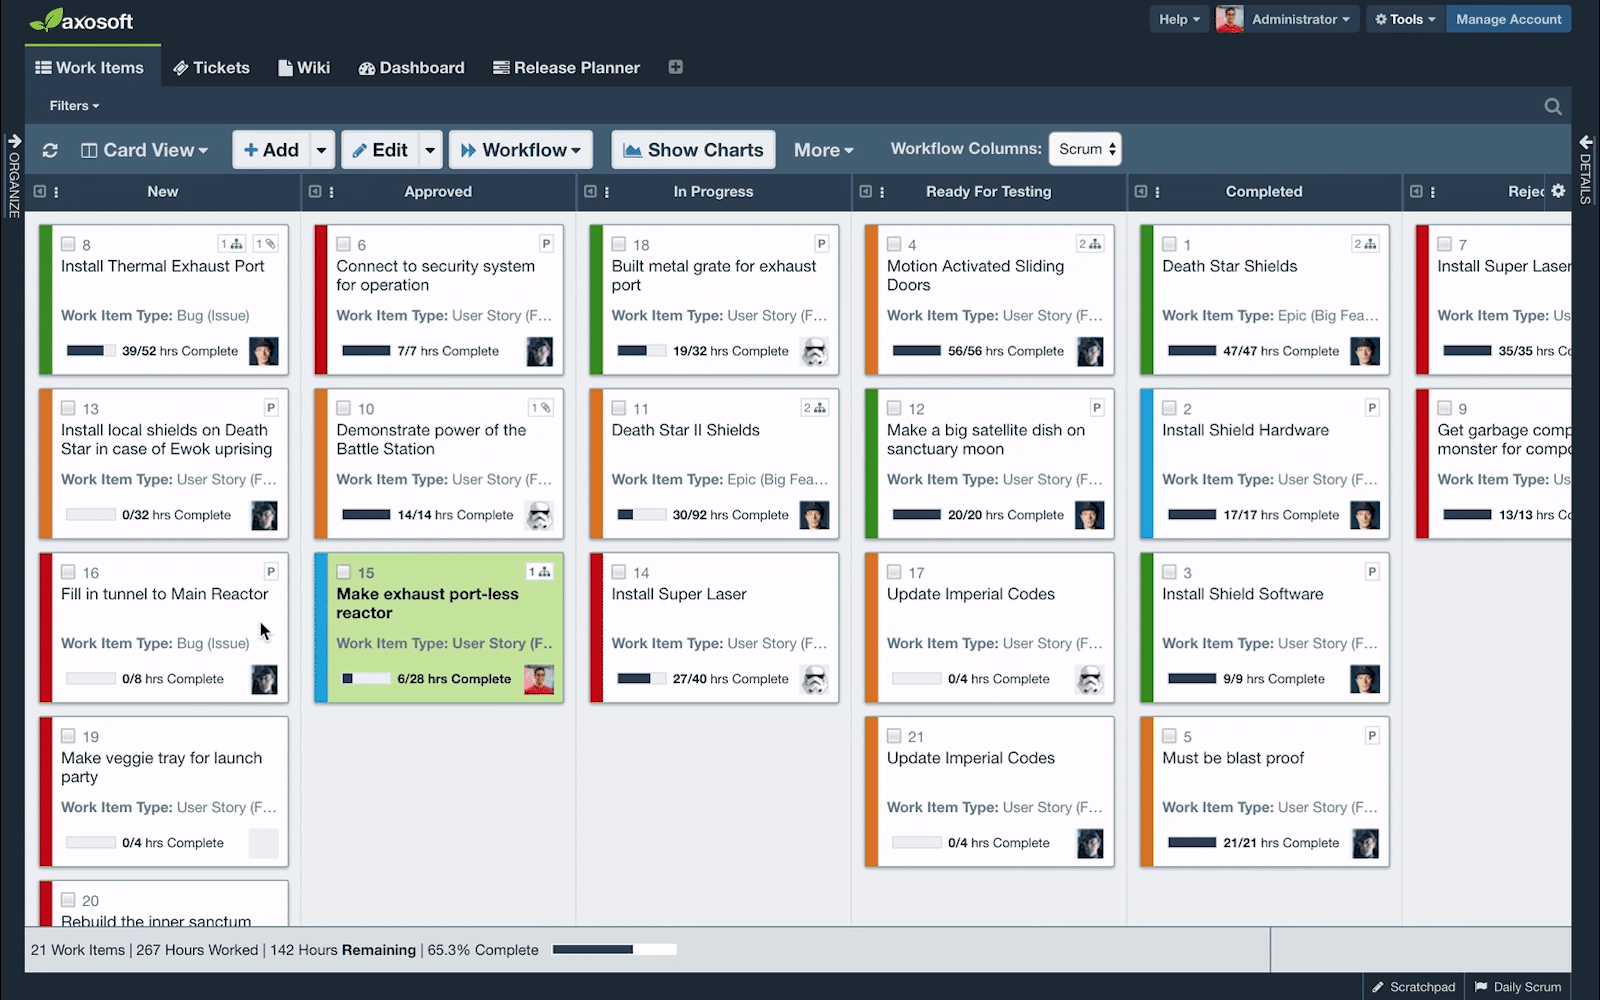 axosoft
Help
Administrator
Tools
Manage Account
Work Items
Tickets
Wiki
Dashboard
Release Planner
Filters
ORGANIZE
Card View
Add
Edit
Workflow
Show Charts
More
Workflow Columns:
Scrum
DETAILS
New
Approved
In Progress
Ready For Testing
Completed
Rejec
8
1
1
Install Thermal Exhaust Port
Work Item Type: Bug (Issue)
39/52 hrs Complete
13
P
Install local shields on Death
Star in case of Ewok uprising
Work Item Type: User Story (F...
0/32 hrs Complete
16
P
Fill in tunnel to Main Reactor
Work Item Type: Bug (Issue)
0/8 hrs Complete
19
Make veggie tray for launch
party
Work Item Type: User Story (F...
0/4 hrs Complete
20
Rebuild the inner sanctum
6
P
Connect to security system
for operation
Work Item Type: User Story (F...
7/7 hrs Complete
10
1
Demonstrate power of the
Battle Station
Work Item Type: User Story (F...
14/14 hrs Complete
15
1
Make exhaust port-less
reactor
Work Item Type: User Story (F..
6/28 hrs Complete
18
P
Built metal grate for exhaust
port
Work Item Type: User Story (F...
19/32 hrs Complete
11
2
Death Star II Shields
Work Item Type: Epic (Big Fea...
30/92 hrs Complete
14
Install Super Laser
Work Item Type: User Story (F...
27/40 hrs Complete
4
2
Motion Activated Sliding
Doors
Work Item Type: User Story (F...
56/56 hrs Complete
12
P
Make a big satellite dish on
sanctuary moon
Work Item Type: User Story (F...
20/20 hrs Complete
17
Update Imperial Codes
Work Item Type: User Story (F...
0/4 hrs Complete
21
Update Imperial Codes
Work Item Type: User Story (F...
0/4 hrs Complete
1
2
Death Star Shields
Work Item Type: Epic (Big Fea...
47/47 hrs Complete
2
P
Install Shield Hardware
Work Item Type: User Story (F...
17/17 hrs Complete
3
P
Install Shield Software
Work Item Type: User Story (F...
9/9 hrs Complete
5
P
Must be blast proof
Work Item Type: User Story (F...
21/21 hrs Complete
7
Install Super Laser
Work Item Type: Us
35/35 hrs Co
9
Get garbage comp
monster for compo
Work Item Type: Us
13/13 hrs Co
21 Work Items | 267 Hours Worked | 142 Hours Remaining | 65.3% Complete
Scratchpad
Daily Scrum